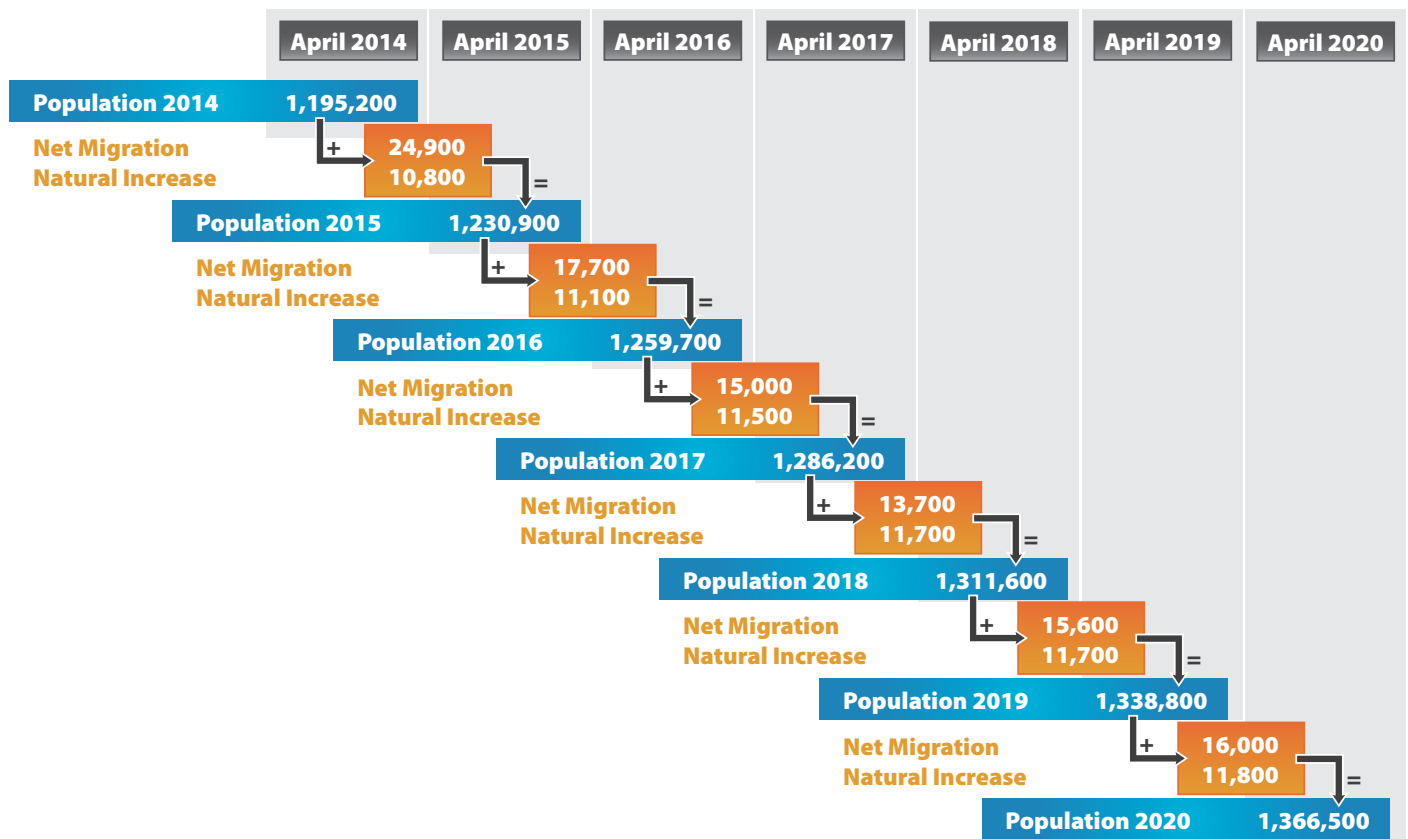 April 2014 April 2015 April 2016 April 2017 April 2018 April 2019 April 2020
Population 2014 1,195,200
Net Migration + 24,900
Natural Increase 10,800 =
Population 2015 1,230,900
Net Migration + 17,700
Natural Increase 11,100 =
Population 2016 1,259,700
Net Migration + 15,000
Natural Increase 11,500 =
Population 2017 1,286,200
Net Migration + 13,700
Natural Increase 11,700 =
Population 2018 1,311,600
Net Migration + 15,600
Natural Increase 11,700 =
Population 2019 1,338,800
Net Migration + 16,000
Natural Increase 11,800 =
Population 2020 1,366,500